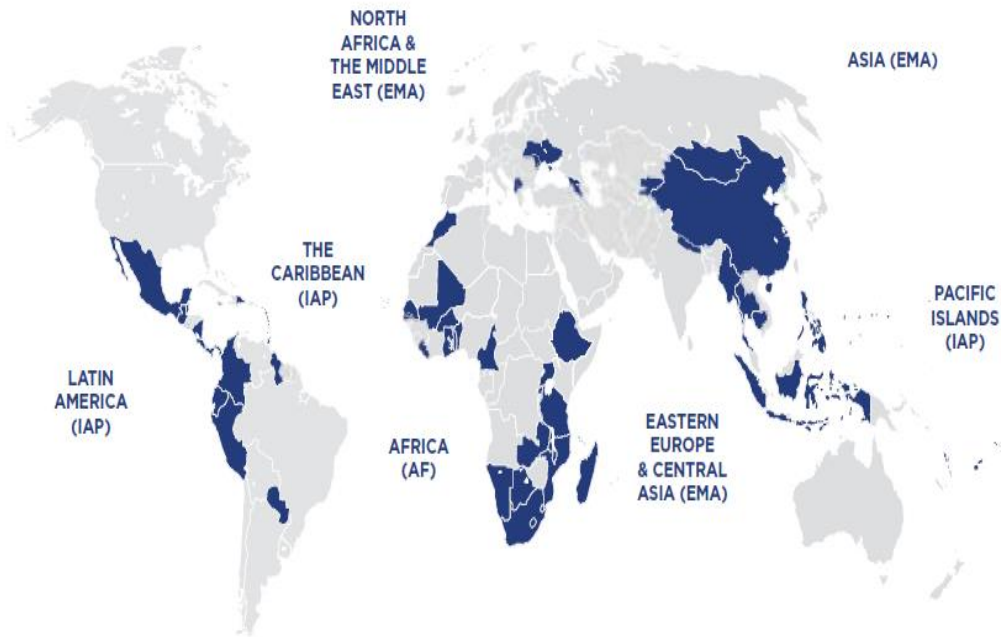 NORTH
AFRICA &
THE MIDDLE
EAST (EMA)
ASIA (EMA)
THE
CARIBBEAN
(IAP)
PACIFIC
ISLANDS
(IAP)
LATIN
AMERICA
(IAP)
AFRICA
(AF)
EASTERN
EUROPE
& CENTRAL
ASIA (EMA)